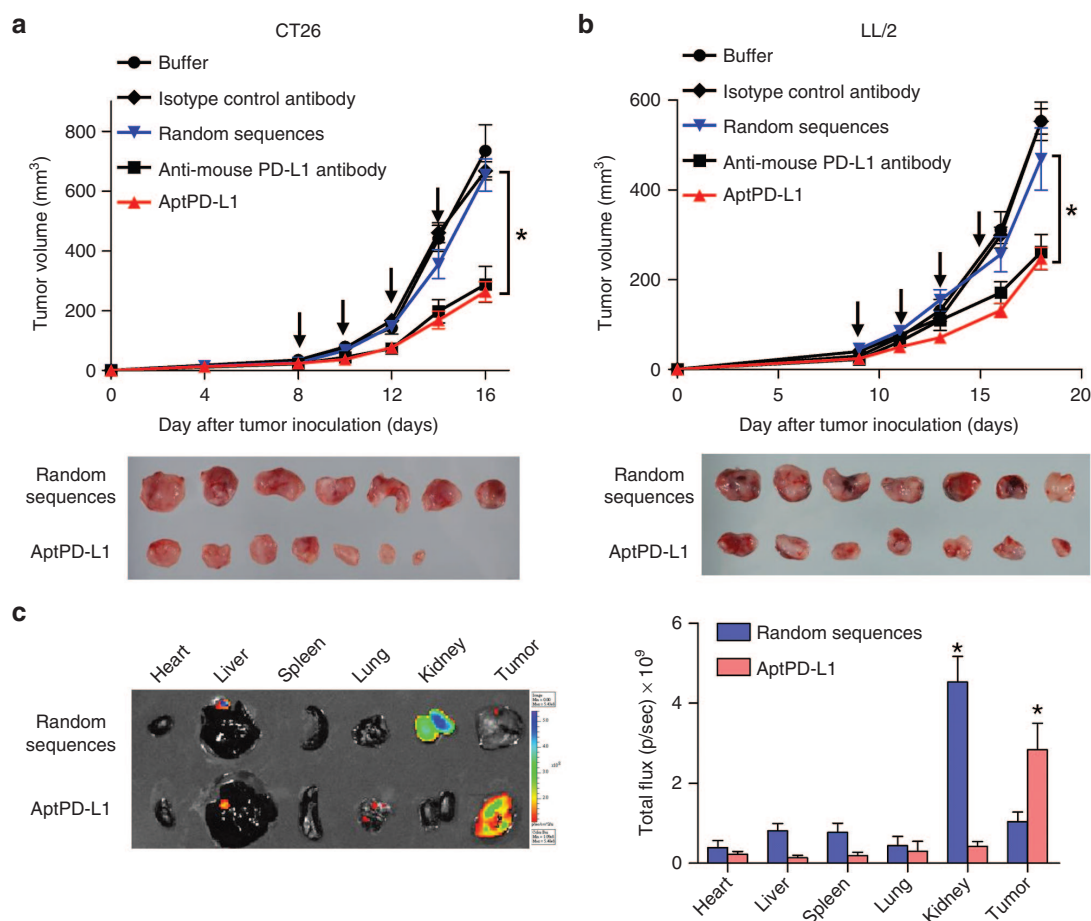 a
CT26
Buffer
Isotype control antibody
Random sequences
Anti-mouse PD-L1 antibody
AptPD-L1
Tumor volume (mm³)
800
600
400
200
0
*
0 4 8 12 16
Day after tumor inoculation (days)
Random
sequences
AptPD-L1
b
LL/2
Buffer
Isotype control antibody
Random sequences
Anti-mouse PD-L1 antibody
AptPD-L1
Tumor volume (mm³)
600
400
200
0
*
0 5 10 15 20
Day after tumor inoculation (days)
Random
sequences
AptPD-L1
c
Heart Liver Spleen Lung Kidney Tumor
Random
sequences
AptPD-L1
Random sequences
AptPD-L1
Total flux (p/sec) × 10⁹
6
4
2
0
* *
Heart Liver Spleen Lung Kidney Tumor